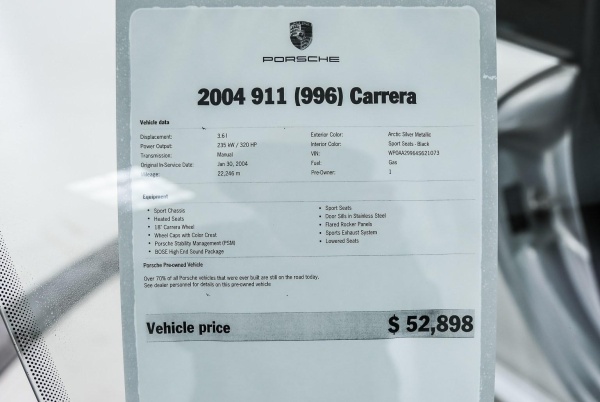 PORSCHE
2004 911 (996) Carrera
Vehicle data
Displacement: 3.6 l Exterior Color: Arctic Silver Metallic
Power Output: 235 kW / 320 HP Interior Color: Sport Seats - Black
Transmission: Manual VIN: WP0AA29964S621073
Original In-Service Date: Jan 30, 2004 Fuel: Gas
Mileage: 22,246 m Pre-Owner: 1
Equipment
• Sport Chassis • Sport Seats
• Heated Seats • Door Sills in Stainless Steel
• 18" Carrera Wheel • Flared Rocker Panels
• Wheel Caps with Color Crest • Sports Exhaust System
• Porsche Stability Management (PSM) • Lowered Seats
• BOSE High End Sound Package
Porsche Pre-owned Vehicle
Over 70% of all Porsche vehicles that were ever built are still on the road today.
See dealer personnel for details on this pre-owned vehicle
Vehicle price $ 52,898